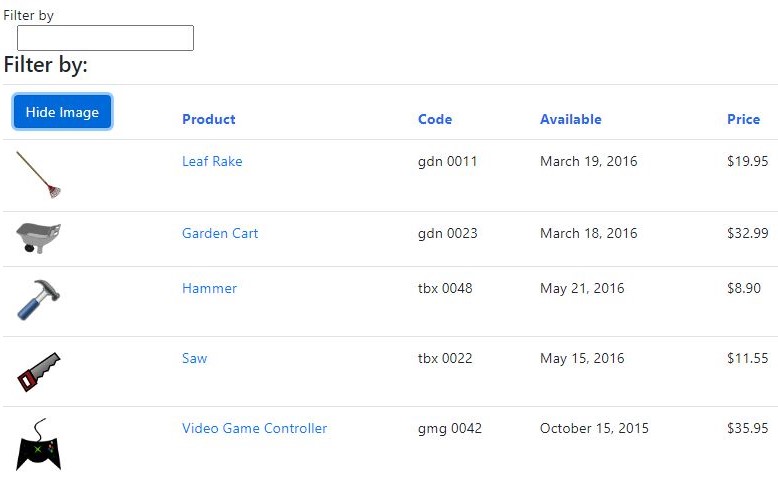 Filter by
Filter by:
Hide Image Product Code Available Price
Leaf Rake gdn 0011 March 19, 2016 $19.95
Garden Cart gdn 0023 March 18, 2016 $32.99
Hammer tbx 0048 May 21, 2016 $8.90
Saw tbx 0022 May 15, 2016 $11.55
Video Game Controller gmg 0042 October 15, 2015 $35.95